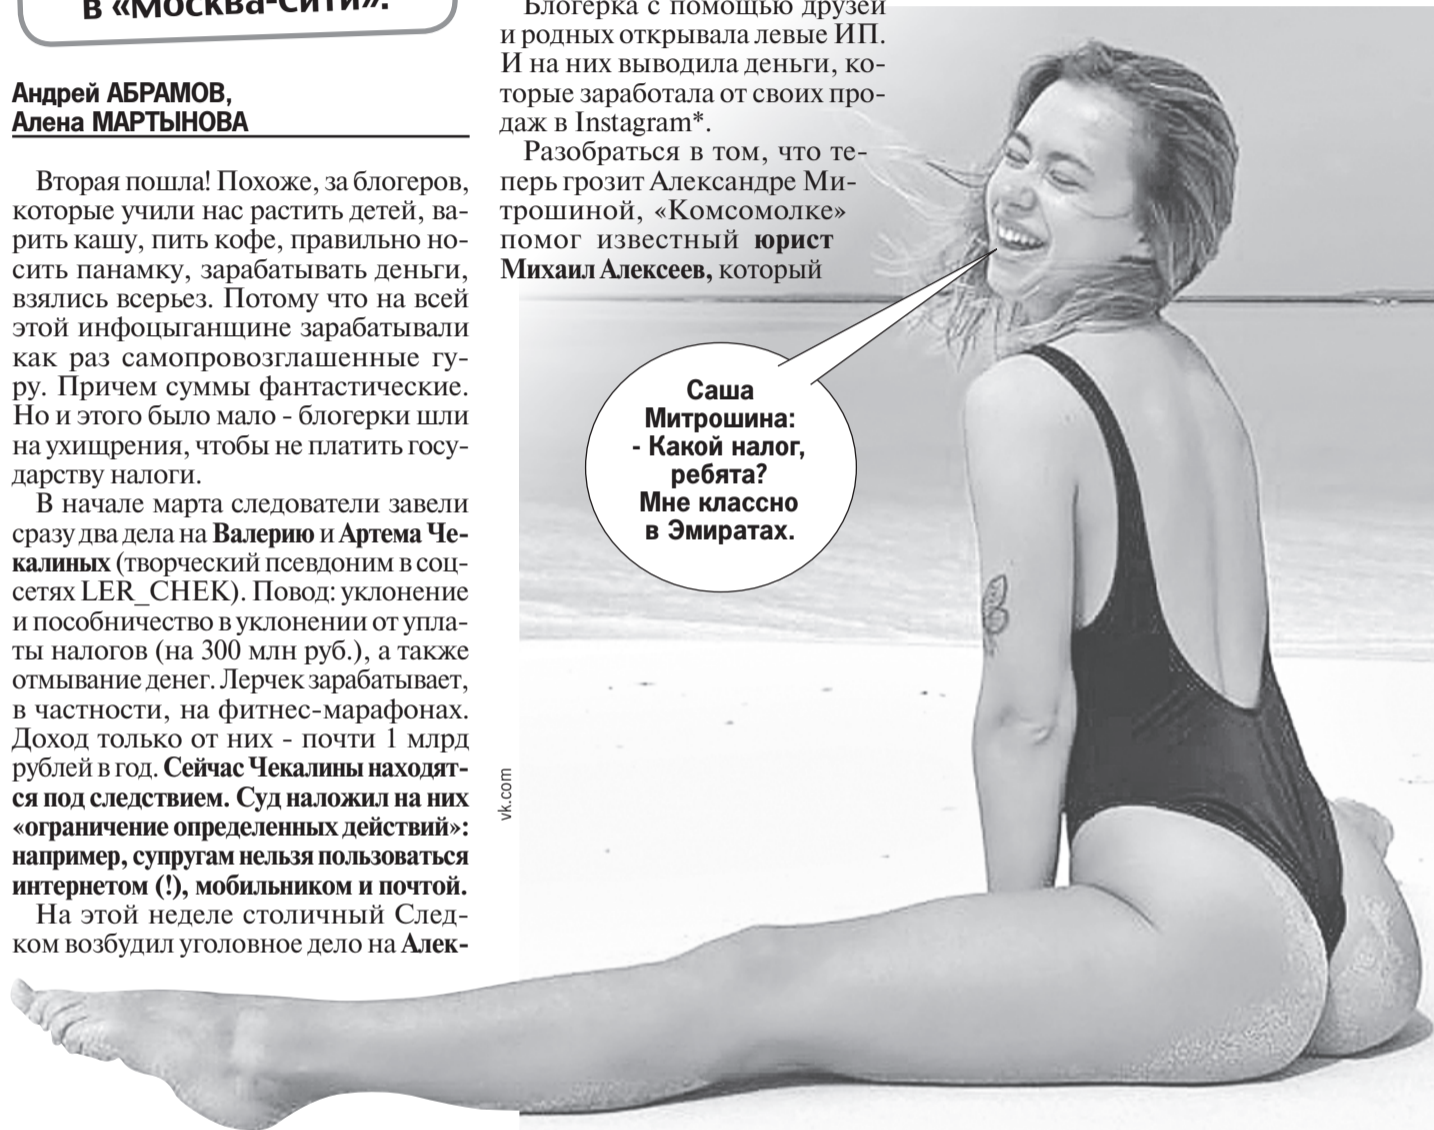 в «Москва-Сити».
Андрей АБРАМОВ,
Алена МАРТЫНОВА
Вторая пошла! Похоже, за блогеров,
которые учили нас растить детей, ва-
рить кашу, пить кофе, правильно но-
сить панамку, зарабатывать деньги,
взялись всерьез. Потому что на всей
этой инфоцыганщине зарабатывали
как раз самопровозглашенные гу-
ру. Причем суммы фантастические.
Но и этого было мало - блогерки шли
на ухищрения, чтобы не платить госу-
дарству налоги.
В начале марта следователи завели
сразу два дела на Валерию и Артема Че-
калиных (творческий псевдоним в соц-
сетях LER_CHEK). Повод: уклонение
и пособничество в уклонении от упла-
ты налогов (на 300 млн руб.), а также
отмывание денег. Лерчек зарабатывает,
в частности, на фитнес-марафонах.
Доход только от них - почти 1 млрд
рублей в год. Сейчас Чекалины находят-
ся под следствием. Суд наложил на них
«ограничение определенных действий»:
например, супругам нельзя пользоваться
интернетом (!), мобильником и почтой.
На этой неделе столичный След-
ком возбудил уголовное дело на Алек-
Блогерка с помощью друзей
и родных открывала левые ИП.
И на них выводила деньги, ко-
торые заработала от своих про-
даж в Instagram*.
Разобраться в том, что те-
перь грозит Александре Ми-
трошиной, «Комсомолке»
помог известный юрист
Михаил Алексеев, который
Саша
Митрошина:
- Какой налог,
ребята?
Мне классно
в Эмиратах.
vk.com